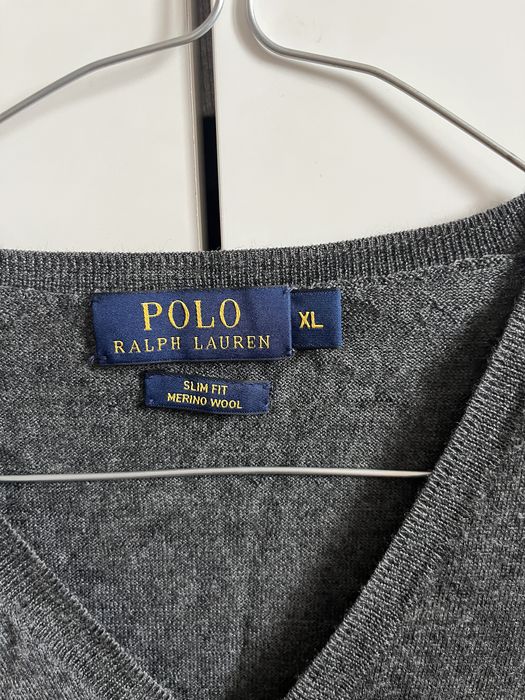 POLO
RALPH LAUREN
XL
SLIM FIT
MERINO WOOL